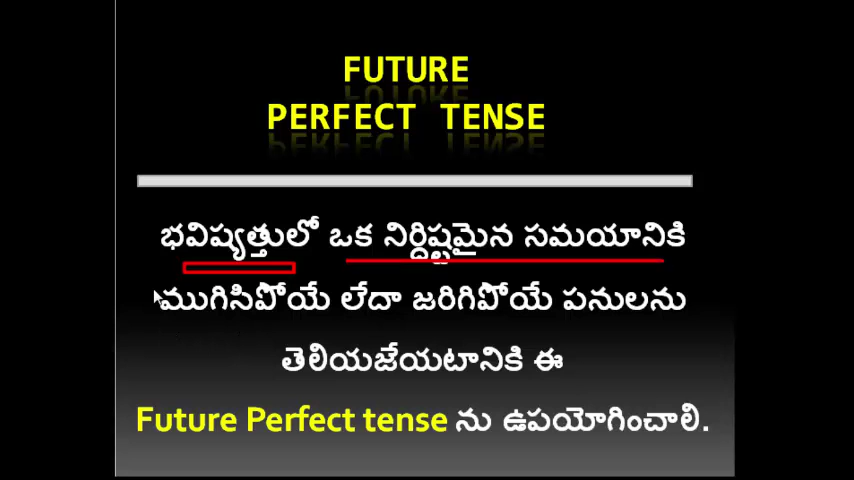 FUTURE
PERFECT TENSE
భవిష్యత్తులో ఒక నిర్దిష్టమైన సమయానికి
ముగిసిపోయే లేదా జరిగిపోయే పనులను
తెలియజేయటానికి ఈ
Future Perfect tense ను ఉపయోగించాలి.